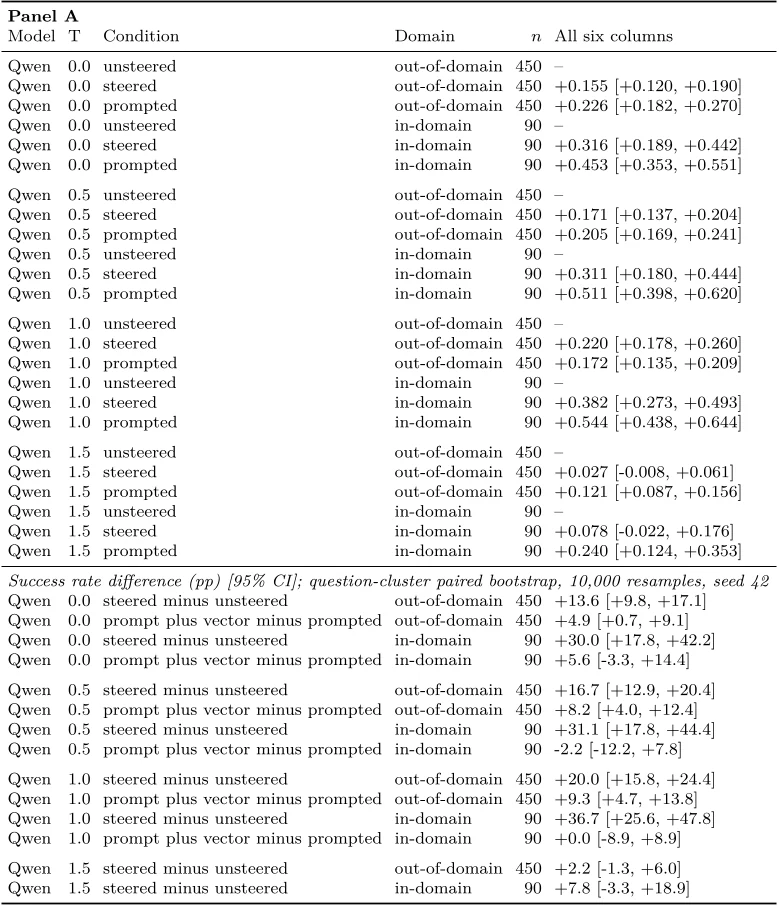 Panel A
Model T Condition Domain n All six columns
Qwen 0.0 unsteered out-of-domain 450 –
Qwen 0.0 steered out-of-domain 450 +0.155 [+0.120, +0.190]
Qwen 0.0 prompted out-of-domain 450 +0.226 [+0.182, +0.270]
Qwen 0.0 unsteered in-domain 90 –
Qwen 0.0 steered in-domain 90 +0.316 [+0.189, +0.442]
Qwen 0.0 prompted in-domain 90 +0.453 [+0.353, +0.551]
Qwen 0.5 unsteered out-of-domain 450 –
Qwen 0.5 steered out-of-domain 450 +0.171 [+0.137, +0.204]
Qwen 0.5 prompted out-of-domain 450 +0.205 [+0.169, +0.241]
Qwen 0.5 unsteered in-domain 90 –
Qwen 0.5 steered in-domain 90 +0.311 [+0.180, +0.444]
Qwen 0.5 prompted in-domain 90 +0.511 [+0.398, +0.620]
Qwen 1.0 unsteered out-of-domain 450 –
Qwen 1.0 steered out-of-domain 450 +0.220 [+0.178, +0.260]
Qwen 1.0 prompted out-of-domain 450 +0.172 [+0.135, +0.209]
Qwen 1.0 unsteered in-domain 90 –
Qwen 1.0 steered in-domain 90 +0.382 [+0.273, +0.493]
Qwen 1.0 prompted in-domain 90 +0.544 [+0.438, +0.644]
Qwen 1.5 unsteered out-of-domain 450 –
Qwen 1.5 steered out-of-domain 450 +0.027 [-0.008, +0.061]
Qwen 1.5 prompted out-of-domain 450 +0.121 [+0.087, +0.156]
Qwen 1.5 unsteered in-domain 90 –
Qwen 1.5 steered in-domain 90 +0.078 [-0.022, +0.176]
Qwen 1.5 prompted in-domain 90 +0.240 [+0.124, +0.353]
Success rate difference (pp) [95% CI]; question-cluster paired bootstrap, 10,000 resamples, seed 42
Qwen 0.0 steered minus unsteered out-of-domain 450 +13.6 [+9.8, +17.1]
Qwen 0.0 prompt plus vector minus prompted out-of-domain 450 +4.9 [+0.7, +9.1]
Qwen 0.0 steered minus unsteered in-domain 90 +30.0 [+17.8, +42.2]
Qwen 0.0 prompt plus vector minus prompted in-domain 90 +5.6 [-3.3, +14.4]
Qwen 0.5 steered minus unsteered out-of-domain 450 +16.7 [+12.9, +20.4]
Qwen 0.5 prompt plus vector minus prompted out-of-domain 450 +8.2 [+4.0, +12.4]
Qwen 0.5 steered minus unsteered in-domain 90 +31.1 [+17.8, +44.4]
Qwen 0.5 prompt plus vector minus prompted in-domain 90 -2.2 [-12.2, +7.8]
Qwen 1.0 steered minus unsteered out-of-domain 450 +20.0 [+15.8, +24.4]
Qwen 1.0 prompt plus vector minus prompted out-of-domain 450 +9.3 [+4.7, +13.8]
Qwen 1.0 steered minus unsteered in-domain 90 +36.7 [+25.6, +47.8]
Qwen 1.0 prompt plus vector minus prompted in-domain 90 +0.0 [-8.9, +8.9]
Qwen 1.5 steered minus unsteered out-of-domain 450 +2.2 [-1.3, +6.0]
Qwen 1.5 steered minus unsteered in-domain 90 +7.8 [-3.3, +18.9]